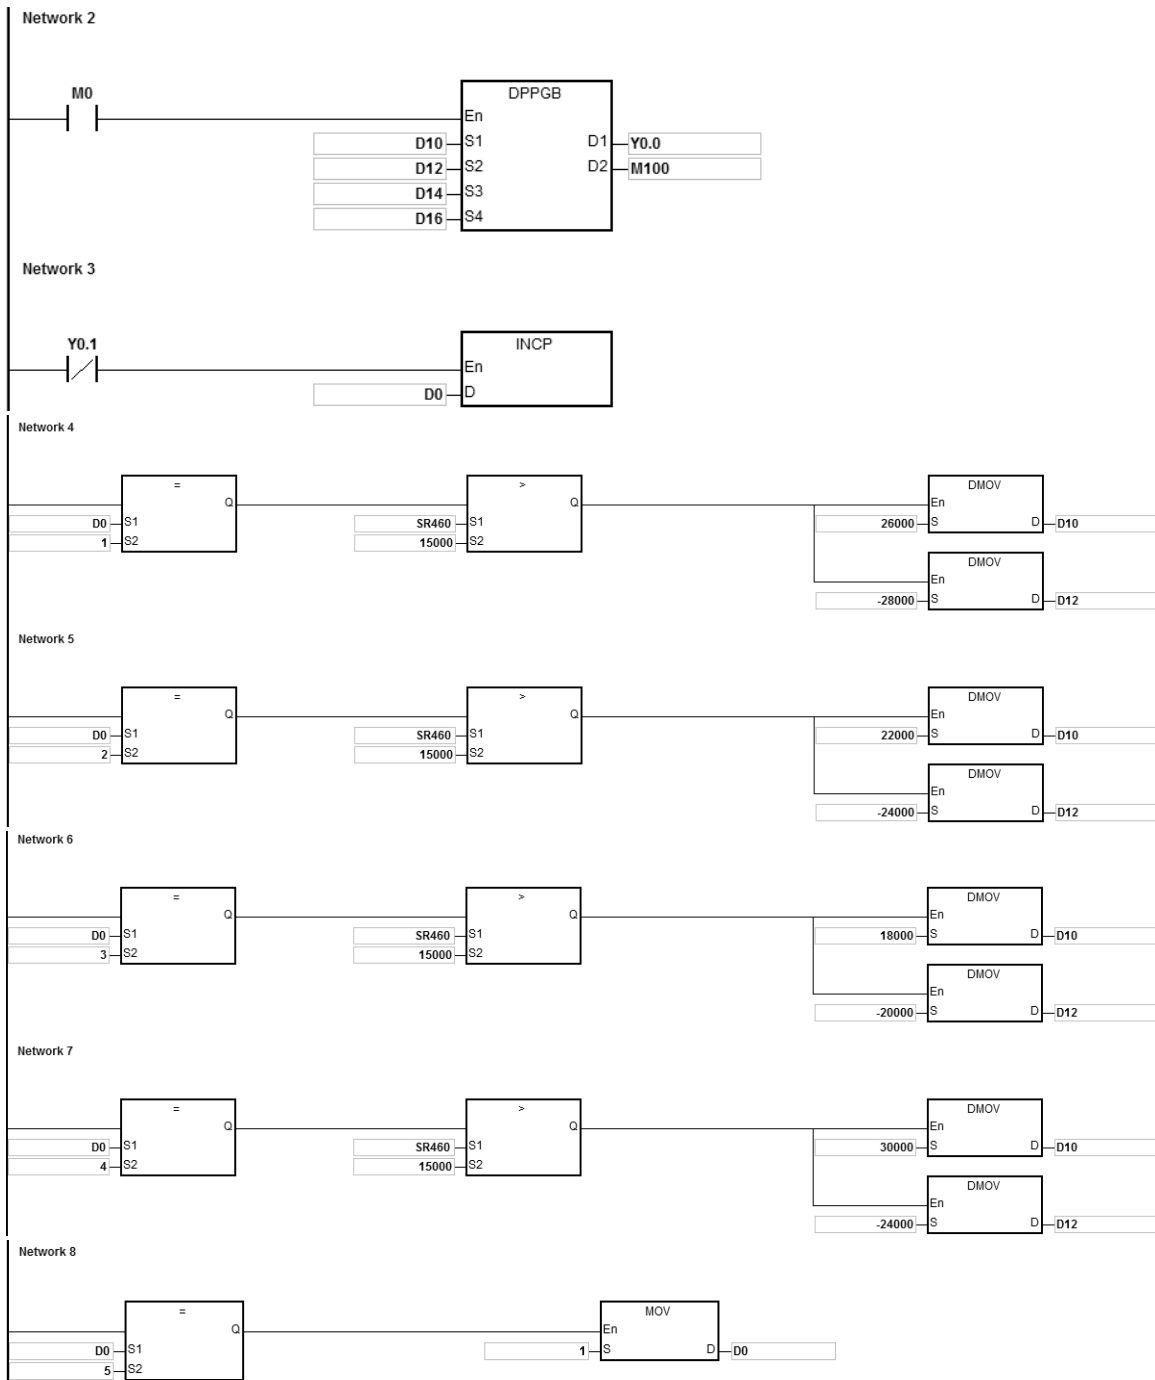 Network 2
M0
DPPGB
En
D10 S1 D1 Y0.0
D12 S2 D2 M100
D14 S3
D16 S4
Network 3
Y0.1
INCP
En
D0 D
Network 4
= > DMOV
Q Q En
D0 S1 SR460 S1 26000 S D D10
1 S2 15000 S2
DMOV
En
-28000 S D D12
Network 5
= > DMOV
Q Q En
D0 S1 SR460 S1 22000 S D D10
2 S2 15000 S2
DMOV
En
-24000 S D D12
Network 6
= > DMOV
Q Q En
D0 S1 SR460 S1 18000 S D D10
3 S2 15000 S2
DMOV
En
-20000 S D D12
Network 7
= > DMOV
Q Q En
D0 S1 SR460 S1 30000 S D D10
4 S2 15000 S2
DMOV
En
-24000 S D D12
Network 8
= MOV
Q En
D0 S1 1 S D D0
5 S2